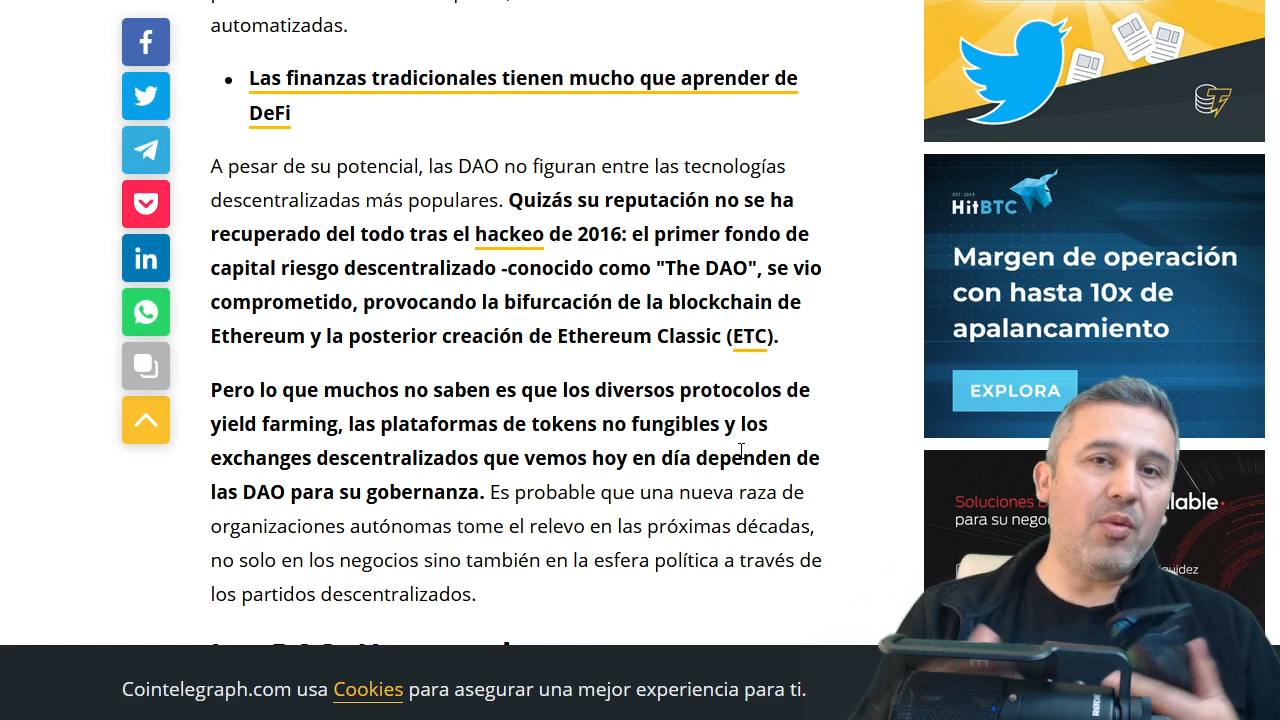 automatizadas.
Las finanzas tradicionales tienen mucho que aprender de
DeFi
A pesar de su potencial, las DAO no figuran entre las tecnologías
descentralizadas más populares. Quizás su reputación no se ha
recuperado del todo tras el hackeo de 2016: el primer fondo de
capital riesgo descentralizado -conocido como "The DAO", se vio
comprometido, provocando la bifurcación de la blockchain de
Ethereum y la posterior creación de Ethereum Classic (ETC).
Pero lo que muchos no saben es que los diversos protocolos de
yield farming, las plataformas de tokens no fungibles y los
exchanges descentralizados que vemos hoy en día dependen de
las DAO para su gobernanza. Es probable que una nueva raza de
organizaciones autónomas tome el relevo en las próximas décadas,
no solo en los negocios sino también en la esfera política a través de
los partidos descentralizados.
Cointelegraph.com usa Cookies para asegurar una mejor experiencia para ti.
HitBTC
Margen de operación
con hasta 10x de
apalancamiento
EXPLORA
Soluciones
para su
RØDE